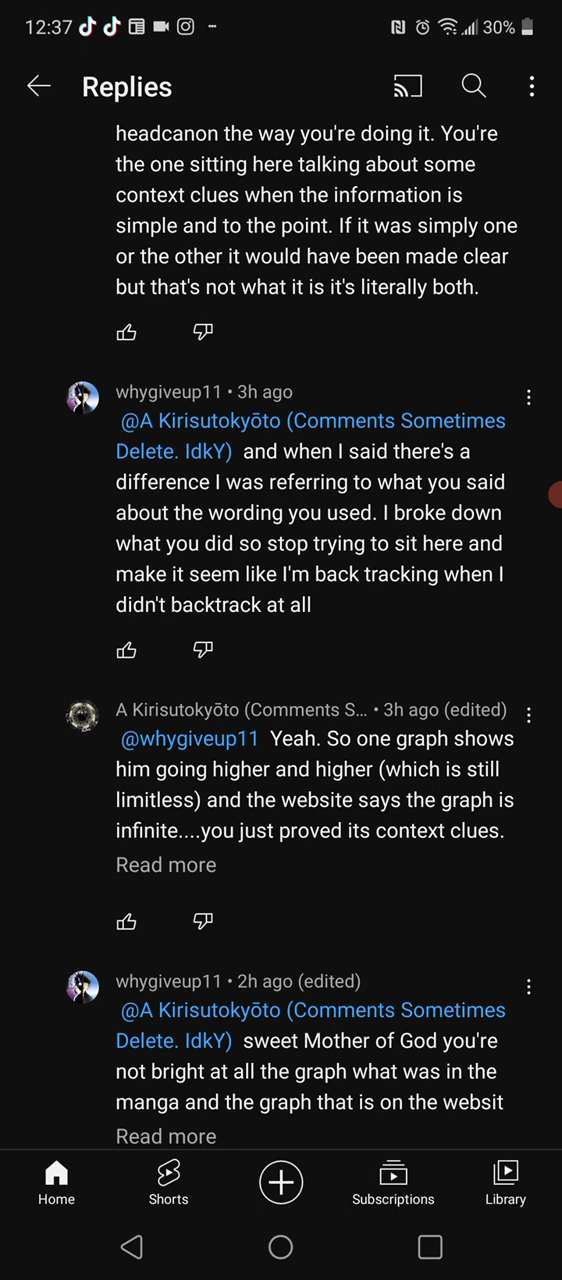 12:37
30%
Replies
headcanon the way you're doing it. You're
the one sitting here talking about some
context clues when the information is
simple and to the point. If it was simply one
or the other it would have been made clear
but that's not what it is it's literally both.
whygiveup11 • 3h ago
@A Kirisutokyōto (Comments Sometimes
Delete. IdkY) and when I said there's a
difference I was referring to what you said
about the wording you used. I broke down
what you did so stop trying to sit here and
make it seem like I'm back tracking when I
didn't backtrack at all
A Kirisutokyōto (Comments S... • 3h ago (edited)
@whygiveup11 Yeah. So one graph shows
him going higher and higher (which is still
limitless) and the website says the graph is
infinite....you just proved its context clues.
Read more
whygiveup11 • 2h ago (edited)
@A Kirisutokyōto (Comments Sometimes
Delete. IdkY) sweet Mother of God you're
not bright at all the graph what was in the
manga and the graph that is on the websit
Read more
Home
Shorts
Subscriptions
Library